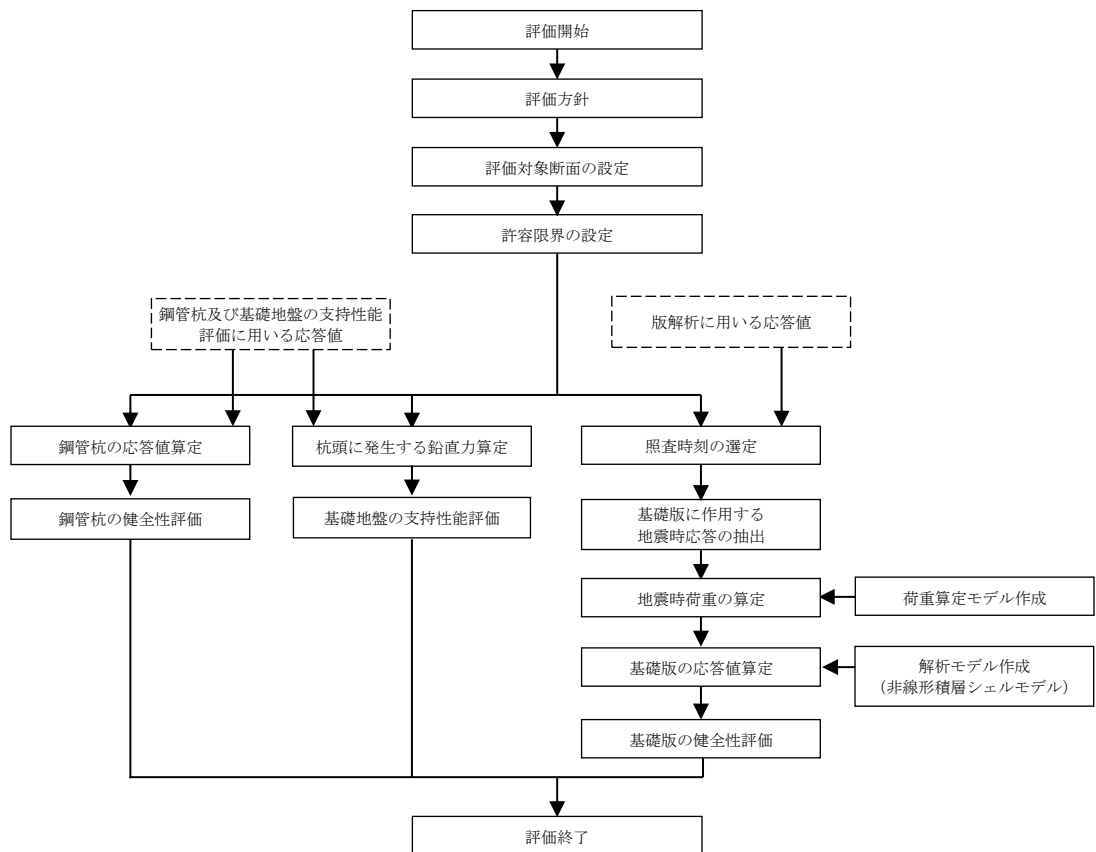 評価開始
評価方針
評価対象断面の設定
許容限界の設定
鋼管杭及び基礎地盤の支持性能
評価に用いる応答値
版解析に用いる応答値
鋼管杭の応答値算定
杭頭に発生する鉛直力算定
照査時刻の選定
鋼管杭の健全性評価
基礎地盤の支持性能評価
基礎版に作用する
地震時応答の抽出
地震時荷重の算定
荷重算定モデル作成
基礎版の応答値算定
解析モデル作成
(非線形積層シェルモデル)
基礎版の健全性評価
評価終了